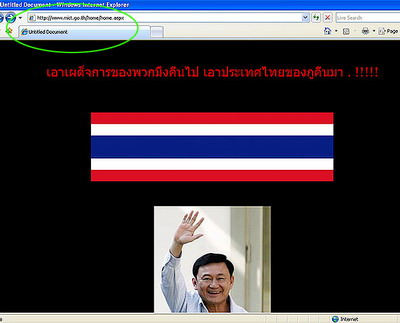 Untitled Document - Windows Internet Explorer
http://www.mict.go.th/home/home.aspx
Live Search
Untitled Document
Page
เอาเผด็จการของพวกมึงคืนไป เอาประเทศไทยของกูคืนมา . !!!!!
Internet